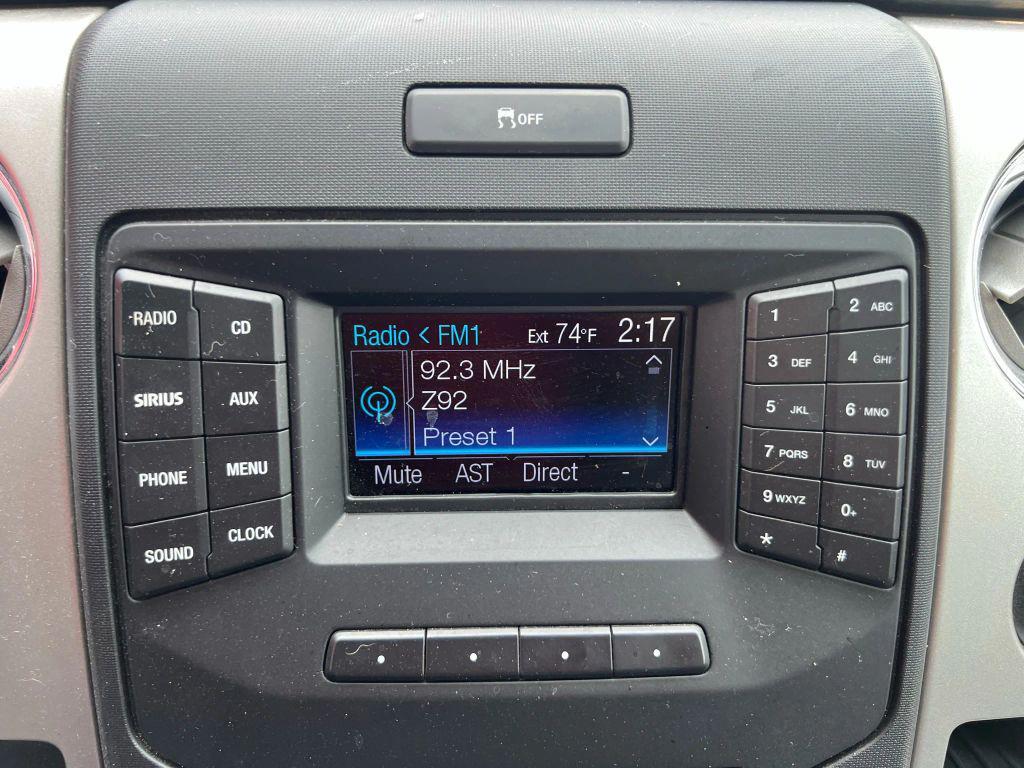 OFF
RADIO
CD
SIRIUS
AUX
PHONE
MENU
SOUND
CLOCK
Radio < FM1 Ext 74°F 2:17
92.3 MHz
Z92
Preset 1
Mute AST Direct -
1
2 ABC
3 DEF
4 GHI
5 JKL
6 MNO
7 PQRS
8 TUV
9 WXYZ
0+
*
#